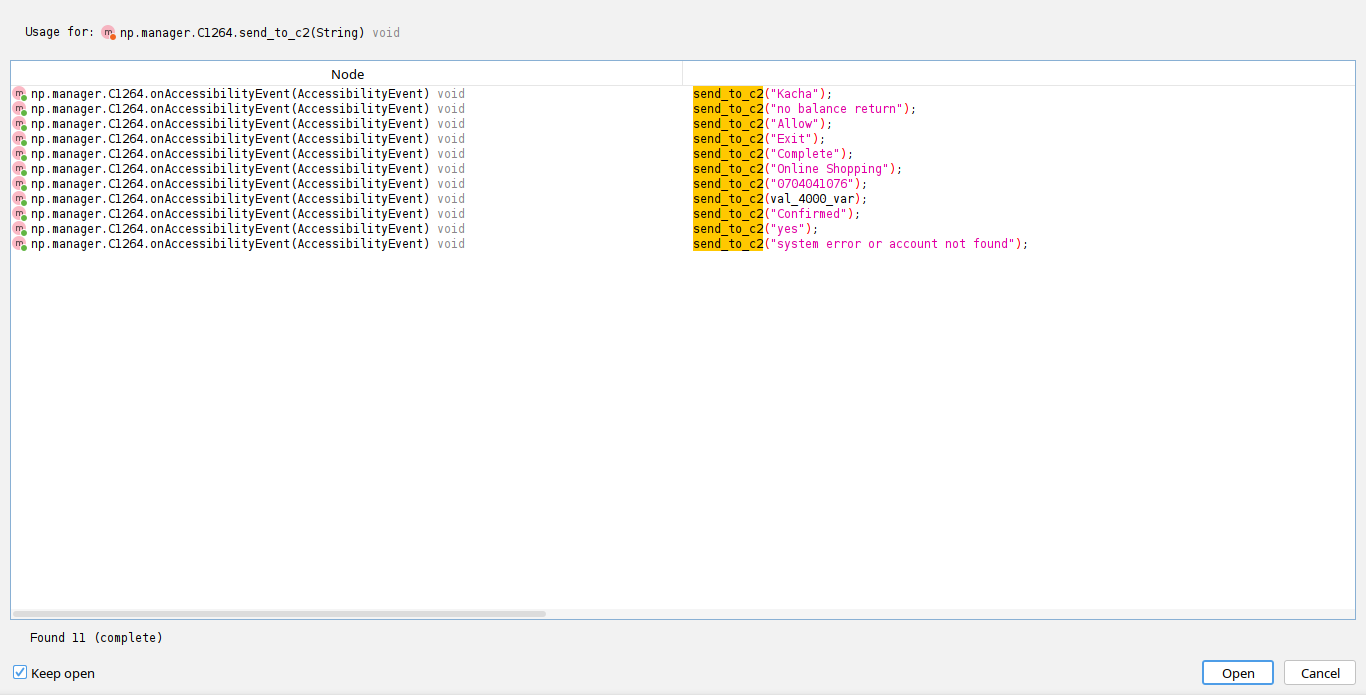 Usage for: m np.manager.C1264.send_to_c2(String) void
Node
m np.manager.C1264.onAccessibilityEvent(AccessibilityEvent) void send_to_c2("Kacha");
m np.manager.C1264.onAccessibilityEvent(AccessibilityEvent) void send_to_c2("no balance return");
m np.manager.C1264.onAccessibilityEvent(AccessibilityEvent) void send_to_c2("Allow");
m np.manager.C1264.onAccessibilityEvent(AccessibilityEvent) void send_to_c2("Exit");
m np.manager.C1264.onAccessibilityEvent(AccessibilityEvent) void send_to_c2("Complete");
m np.manager.C1264.onAccessibilityEvent(AccessibilityEvent) void send_to_c2("Online Shopping");
m np.manager.C1264.onAccessibilityEvent(AccessibilityEvent) void send_to_c2("0704041076");
m np.manager.C1264.onAccessibilityEvent(AccessibilityEvent) void send_to_c2(val_4000_var);
m np.manager.C1264.onAccessibilityEvent(AccessibilityEvent) void send_to_c2("Confirmed");
m np.manager.C1264.onAccessibilityEvent(AccessibilityEvent) void send_to_c2("yes");
m np.manager.C1264.onAccessibilityEvent(AccessibilityEvent) void send_to_c2("system error or account not found");
Found 11 (complete)
Keep open
Open Cancel